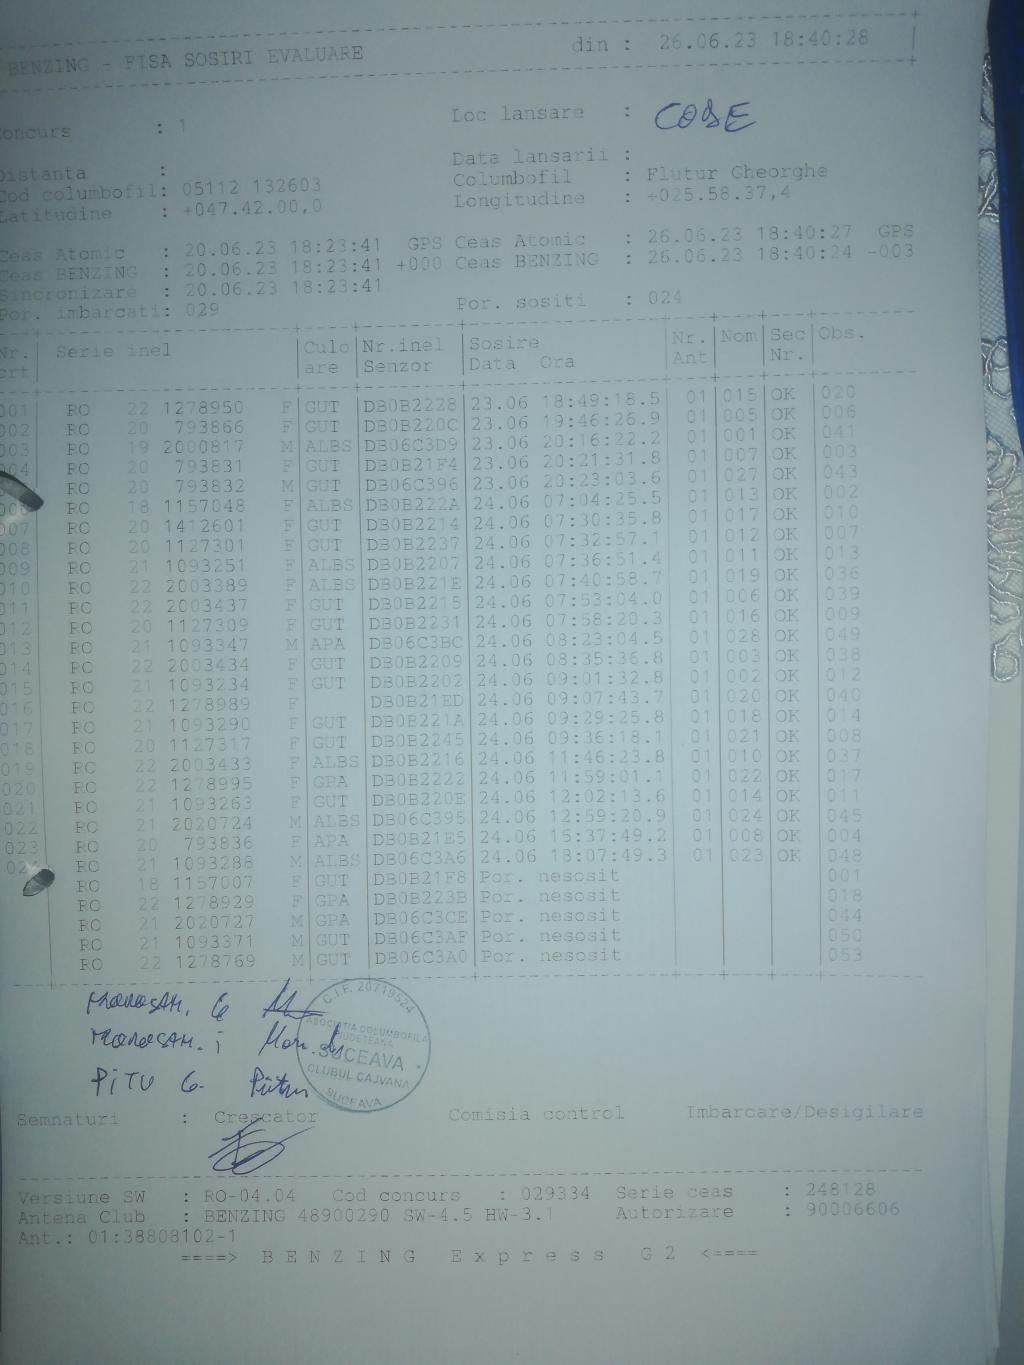 BENZING - FISA SOSIRI EVALUARE din : 26.06.23 18:40:28
oncurs : 1 Loc lansare : COSE
Distanta : Data lansarii :
Cod columbofil: 05112 132603 Columbofil : Flutur Gheorghe
Latitudine : +047.42.00,0 Longitudine : +025.58.37,4
Ceas Atomic : 20.06.23 18:23:41 GPS Ceas Atomic : 26.06.23 18:40:27 GPS
Ceas BENZING : 20.06.23 18:23:41 +000 Ceas BENZING : 26.06.23 18:40:24 -003
Sincronizare : 20.06.23 18:23:41
Por. imbarcati: 029 Por. sositi : 024
Nr. Serie inel Culo Nr.inel Sosire Nr. Nom Sec Obs.
crt are Senzor Data Ora Ant Nr.
001 RO 22 1278950 F GUT DB0B2228 23.06 18:49:18.5 01 015 OK 020
002 RO 20 793866 F GUT DB0B220C 23.06 19:46:26.9 01 005 OK 006
003 RO 19 2000817 M ALBS DB06C3D9 23.06 20:16:22.2 01 001 OK 041
004 RO 20 793831 F GUT DB0B21F4 23.06 20:21:31.8 01 007 OK 003
RO 20 793832 M GUT DB06C396 23.06 20:23:03.6 01 027 OK 043
006 RO 18 1157048 F ALBS DB0B222A 24.06 07:04:25.5 01 013 OK 002
007 RO 20 1412601 F GUT DB0B2214 24.06 07:30:35.8 01 017 OK 010
008 RO 20 1127301 F GUT DB0B2237 24.06 07:32:57.1 01 012 OK 007
009 RO 21 1093251 F ALBS DB0B2207 24.06 07:36:51.4 01 011 OK 013
010 RO 22 2003389 F ALBS DB0B221E 24.06 07:40:58.7 01 019 OK 036
011 RO 22 2003437 F GUT DB0B2215 24.06 07:53:04.0 01 006 OK 039
012 RO 20 1127309 F GUT DB0B2231 24.06 07:58:20.3 01 016 OK 009
013 RO 21 1093347 M APA DB06C3BC 24.06 08:23:04.5 01 028 OK 049
014 RO 22 2003434 F GUT DB0B2209 24.06 08:35:36.8 01 003 OK 038
015 RO 21 1093234 F GUT DB0B2202 24.06 09:01:32.8 01 002 OK 012
016 RO 22 1278989 F DB0B21ED 24.06 09:07:43.7 01 020 OK 040
017 RO 21 1093290 F GUT DB0B221A 24.06 09:29:25.8 01 018 OK 014
018 RO 20 1127317 F GUT DB0B2245 24.06 09:36:18.1 01 021 OK 008
019 RO 22 2003433 F ALBS DB0B2216 24.06 11:46:23.8 01 010 OK 037
020 RO 22 1278995 F GPA DB0B2222 24.06 11:59:01.1 01 022 OK 017
021 RO 21 1093263 F GUT DB0B220E 24.06 12:02:13.6 01 014 OK 011
022 RO 21 2020724 M ALBS DB06C395 24.06 12:59:20.9 01 024 OK 045
023 RO 20 793836 F APA DB0B21E5 24.06 15:37:49.2 01 008 OK 004
02 RO 21 1093288 M ALBS DB06C3A6 24.06 18:07:49.3 01 023 OK 048
RO 18 1157007 F GUT DB0B21F8 Por. nesosit 001
RO 22 1278929 F GPA DB0B223B Por. nesosit 018
RO 21 2020727 M GPA DB06C3CE Por. nesosit 044
RO 21 1093371 M GUT DB06C3AF Por. nesosit 050
RO 22 1278769 M GUT DB06C3A0 Por. nesosit 053
C.I.F. 20719524
ASOCIATIA COLUMBOFILA
JUDETEANA
SUCEAVA
CLUBUL CAJVANA
SUCEAVA
PiTU G.
Semnaturi : Crescator Comisia control Imbarcare/Desigilare
Versiune SW : RO-04.04 Cod concurs : 029334 Serie ceas : 248128
Antena Club : BENZING 48900290 SW-4.5 HW-3.1 Autorizare : 90006606
Ant.: 01:38808102-1
====> B E N Z I N G E x p r e s s G 2 <====